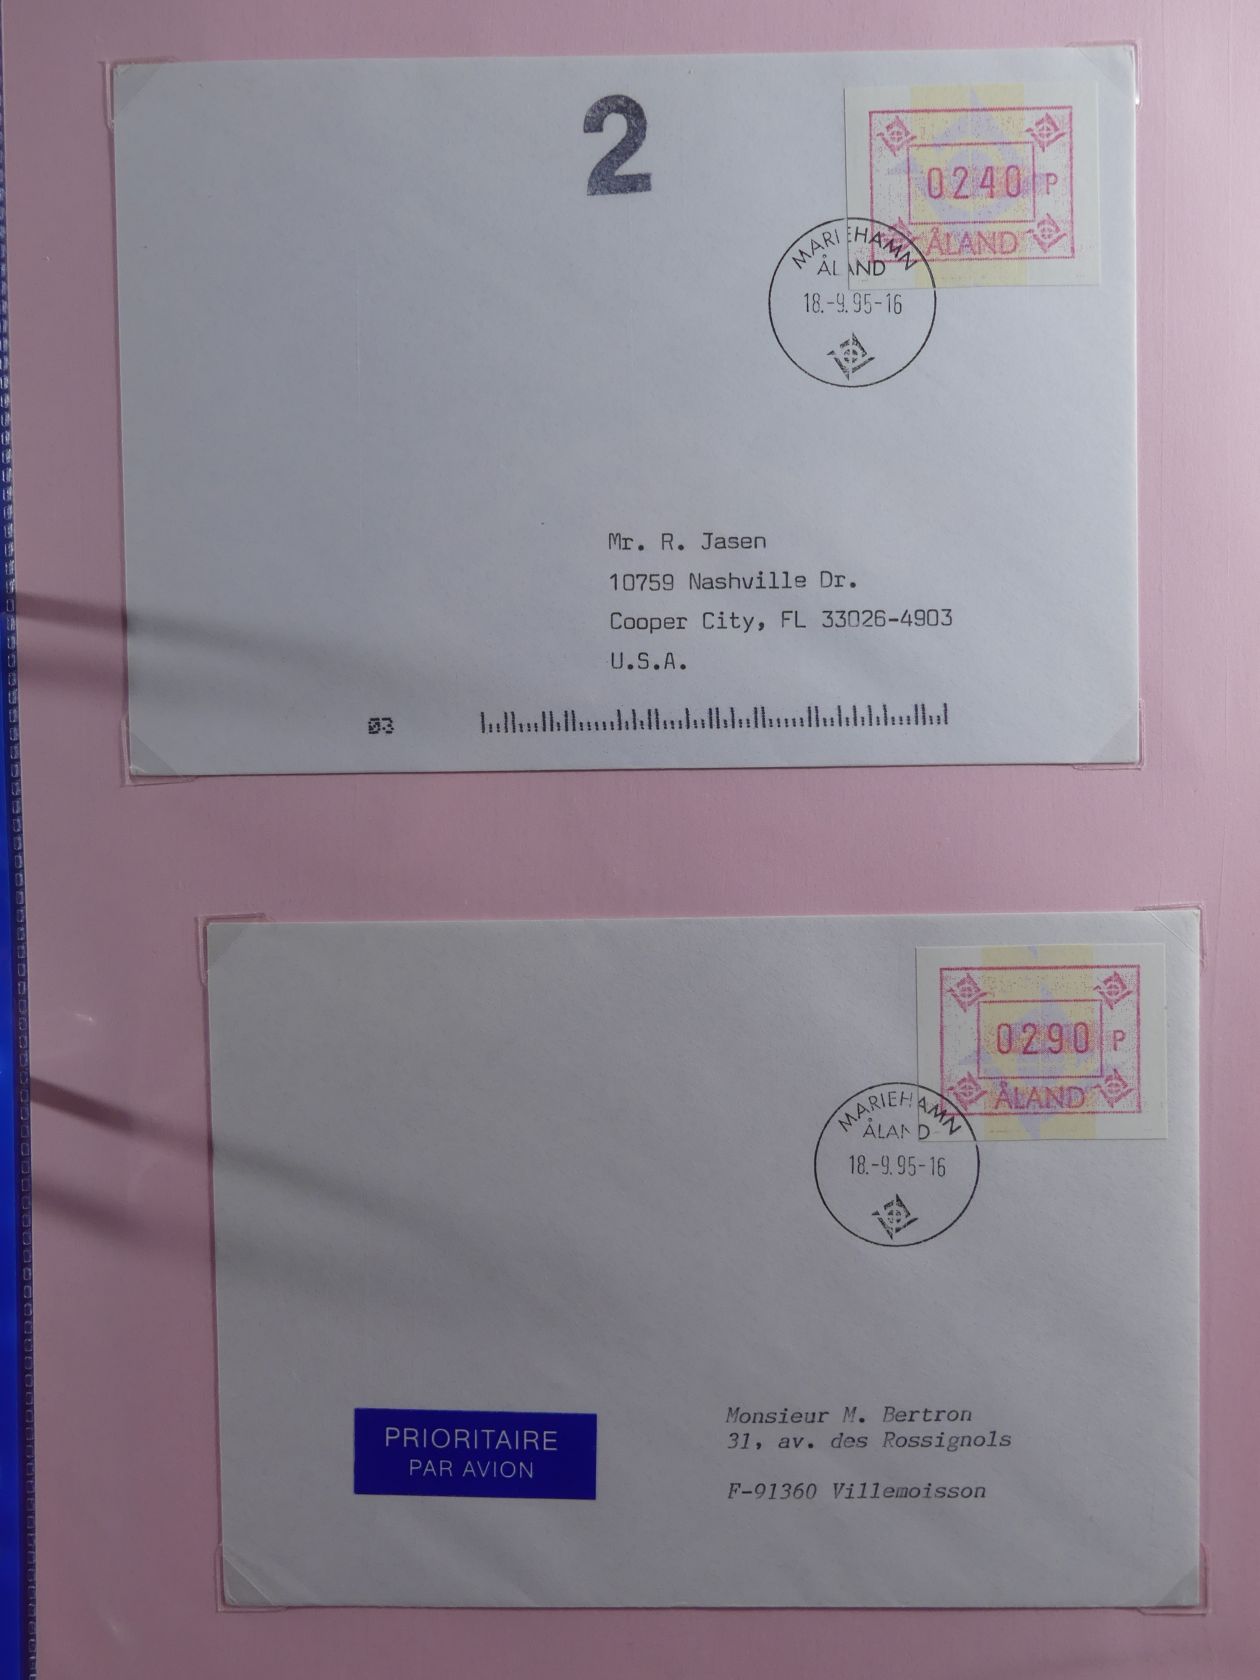 2
0240 P
ÅLAND
MARIEHAMN
ÅLAND
18.-9.95-16
Mr. R. Jasen
10759 Nashville Dr.
Cooper City, FL 33026-4903
U.S.A.
03
0290 P
ÅLAND
MARIEHAMN
ÅLAND
18.-9.95-16
PRIORITAIRE
PAR AVION
Monsieur M. Bertron
31, av. des Rossignols
F-91360 Villemoisson